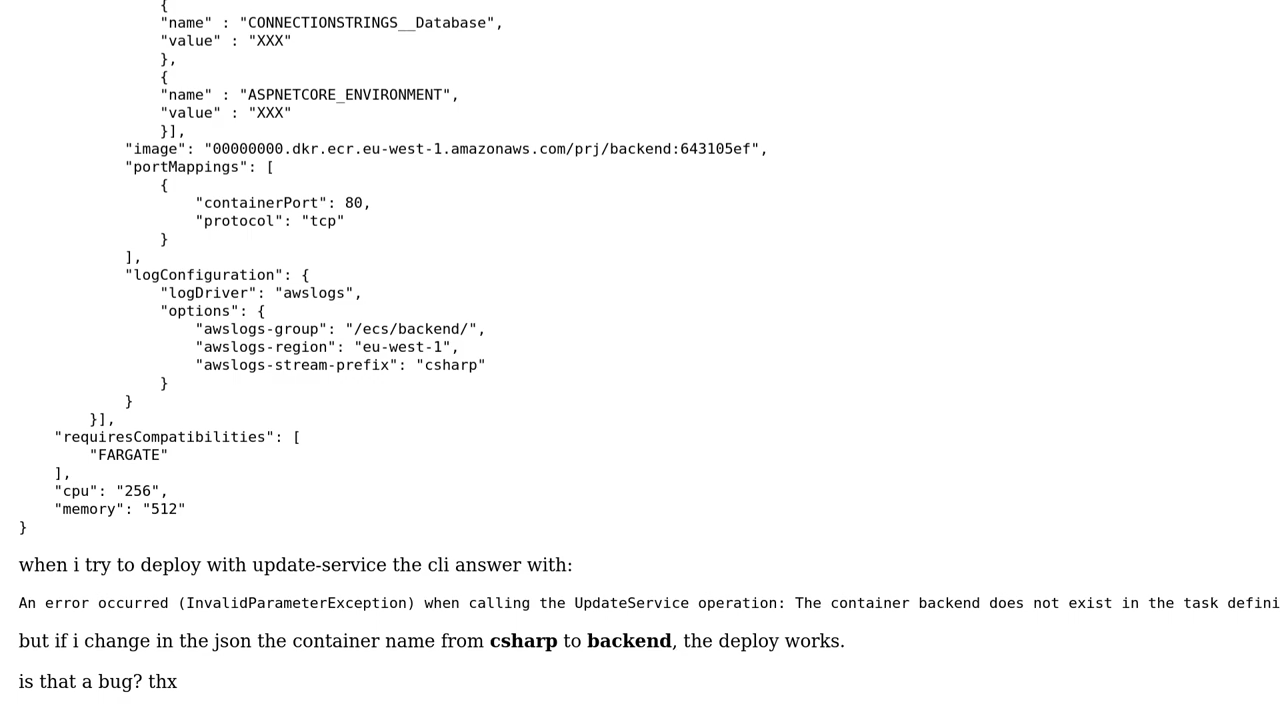 {
"name" : "CONNECTIONSTRINGS__Database",
"value" : "XXX"
},
{
"name" : "ASPNETCORE_ENVIRONMENT",
"value" : "XXX"
}],
"image": "00000000.dkr.ecr.eu-west-1.amazonaws.com/prj/backend:643105ef",
"portMappings": [
{
"containerPort": 80,
"protocol": "tcp"
}
],
"logConfiguration": {
"logDriver": "awslogs",
"options": {
"awslogs-group": "/ecs/backend/",
"awslogs-region": "eu-west-1",
"awslogs-stream-prefix": "csharp"
}
}
}],
"requiresCompatibilities": [
"FARGATE"
],
"cpu": "256",
"memory": "512"
}
when i try to deploy with update-service the cli answer with:
An error occurred (InvalidParameterException) when calling the UpdateService operation: The container backend does not exist in the task defini
but if i change in the json the container name from csharp to backend, the deploy works.
is that a bug? thx